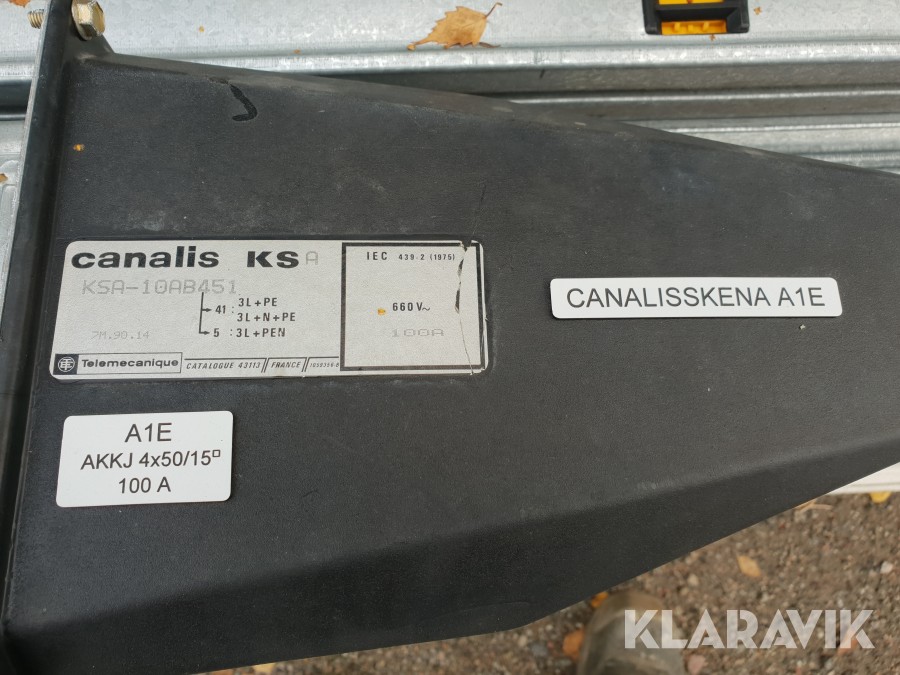 canalis KSA
KSA-10AB451
41: 3L+PE
3L+N+PE
5 : 3L+PEN
7M.90.14
Telemecanique
CATALOGUE 43113 // FRANCE //
IEC 439-2 (1975)
660V~
100A
CANALISSKENA A1E
A1E
AKKJ 4x50/15□
100 A
KLARAVIK